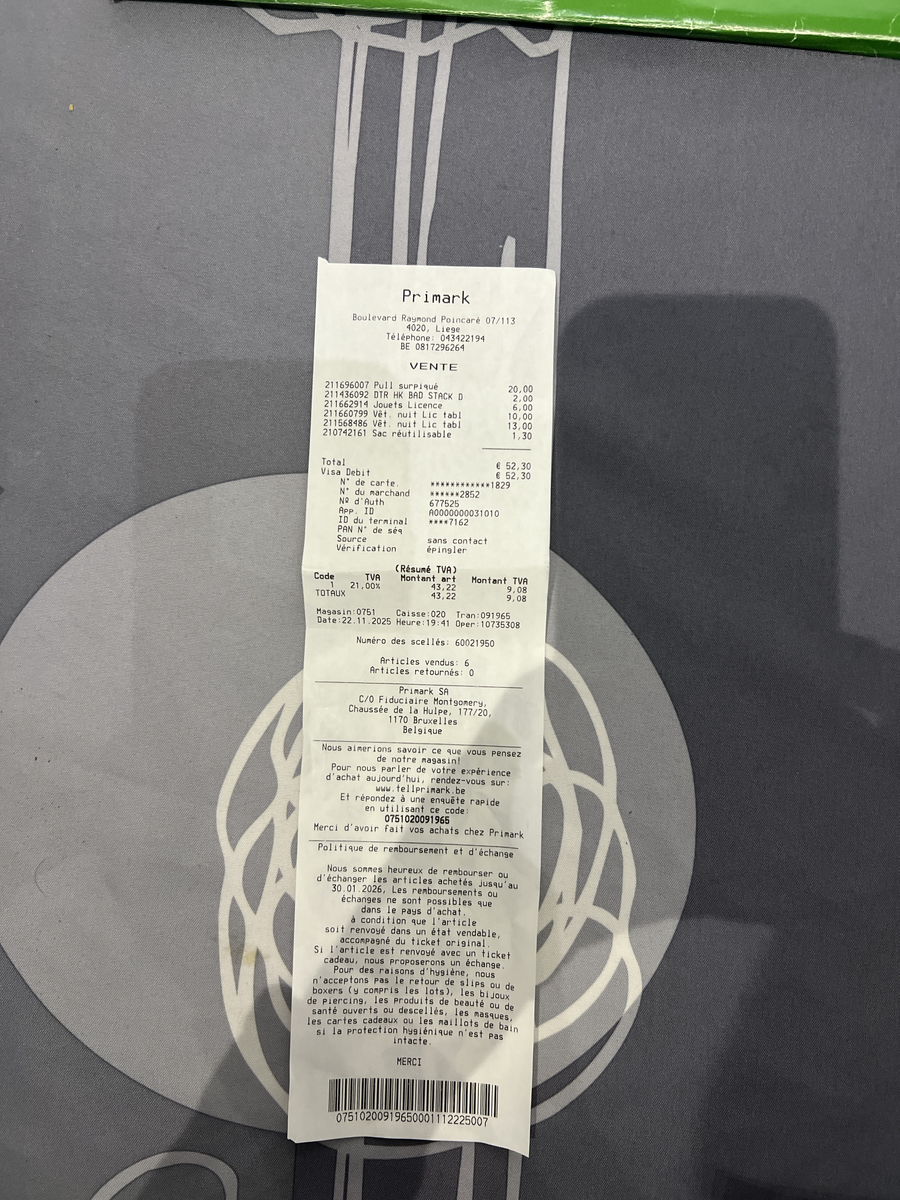 Primark
Boulevard Raymond Poincaré 07/113
4020, Liege
Téléphone: 043422194
BE 0817296264
VENTE
211696007 Pull surpiqué 20,00
211436092 DTR HK BAD STACK D 2,00
211662914 Jouets Licence 6,00
211660799 Vêt. nuit Lic tabl 10,00
211568486 Vêt. nuit Lic tabl 13,00
210742161 Sac réutilisable 1,30
Total € 52,30
Visa Debit € 52,30
N° de carte. ************1829
N° du marchand ******2852
Nº d'Auth 677525
App. ID A0000000031010
ID du terminal ****7162
PAN N° de séq
Source sans contact
Vérification épingler
(Résumé TVA)
Code TVA Montant art Montant TVA
1 21,00% 43,22 9,08
TOTAUX 43,22 9,08
Magasin:0751 Caisse:020 Tran:091965
Date:22.11.2025 Heure:19:41 Oper:10735308
Numéro des scellés: 60021950
Articles vendus: 6
Articles retournés: 0
Primark SA
C/O Fiduciaire Montgomery,
Chaussée de la Hulpe, 177/20,
1170 Bruxelles
Belgique
Nous aimerions savoir ce que vous pensez
de notre magasin!
Pour nous parler de votre expérience
d'achat aujourd'hui, rendez-vous sur:
www.tellprimark.be
Et répondez à une enquête rapide
en utilisant ce code:
0751020091965
Merci d'avoir fait vos achats chez Primark
Politique de remboursement et d'échange
Nous sommes heureux de rembourser ou
d'échanger les articles achetés jusqu'au
30.01.2026, Les remboursements ou
échanges ne sont possibles que
dans le pays d'achat,
à condition que l'article
soit renvoyé dans un état vendable,
accompagné du ticket original.
Si l'article est renvoyé avec un ticket
cadeau, nous proposerons un échange.
Pour des raisons d'hygiène, nous
n'acceptons pas le retour de slips ou de
boxers (y compris les lots), les bijoux
de piercing, les produits de beauté ou de
santé ouverts ou descellés, les masques,
les cartes cadeaux ou les maillots de bain
si la protection hygiénique n'est pas
intacte.
MERCI
07510200919650001112225007